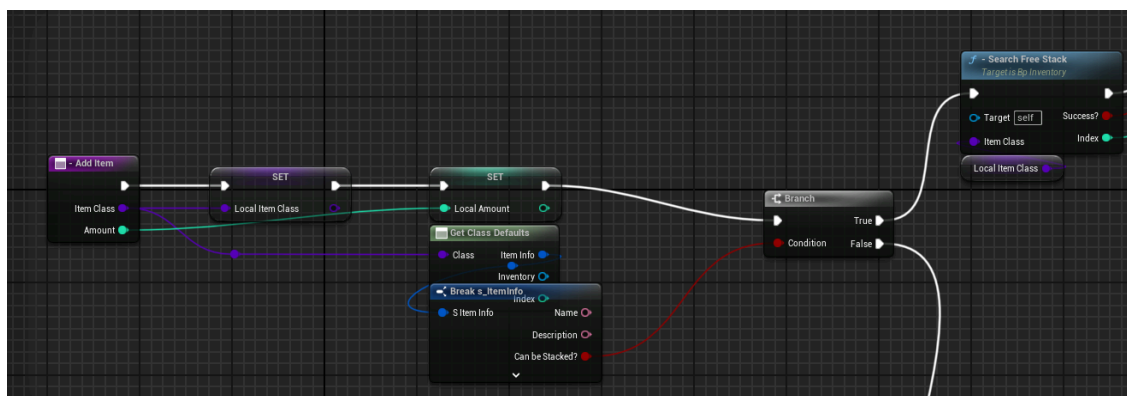 - Search Free Stack
Target is Bp Inventory
Target self
Success?
Item Class
Index
Local Item Class
- Add Item
Item Class
Amount
SET
Local Item Class
SET
Local Amount
Get Class Defaults
Class
Item Info
Inventory
Index
Break s_ItemInfo
S Item Info
Name
Description
Can be Stacked?
Branch
True
Condition
False